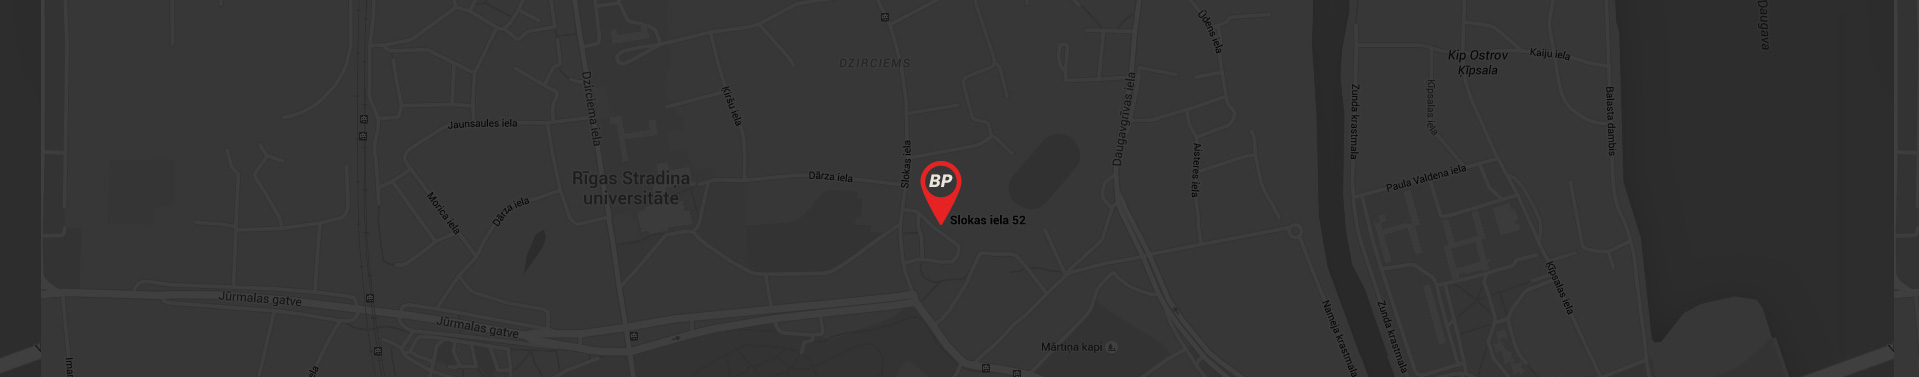 Daugava
Ūdens iela
Kip Ostrov
Ķīpsala
Kaiju iela
DZIRCIEMS
Dzirciema iela
Ķiršu iela
Daugavgrīvas iela
Zunda krastmala
Ķīpsalas iela
Balasta dambis
Jaunsaules iela
Slokas iela
Aisteres iela
Rīgas Stradiņa
universitāte
Dārza iela
BP
Paula Valdena iela
Morica iela
Dārza iela
Slokas iela 52
Ķīpsalas iela
Jūrmalas gatve
Jūrmalas gatve
Nameja krastmala
Zunda krastmala
Mārtiņa kapi